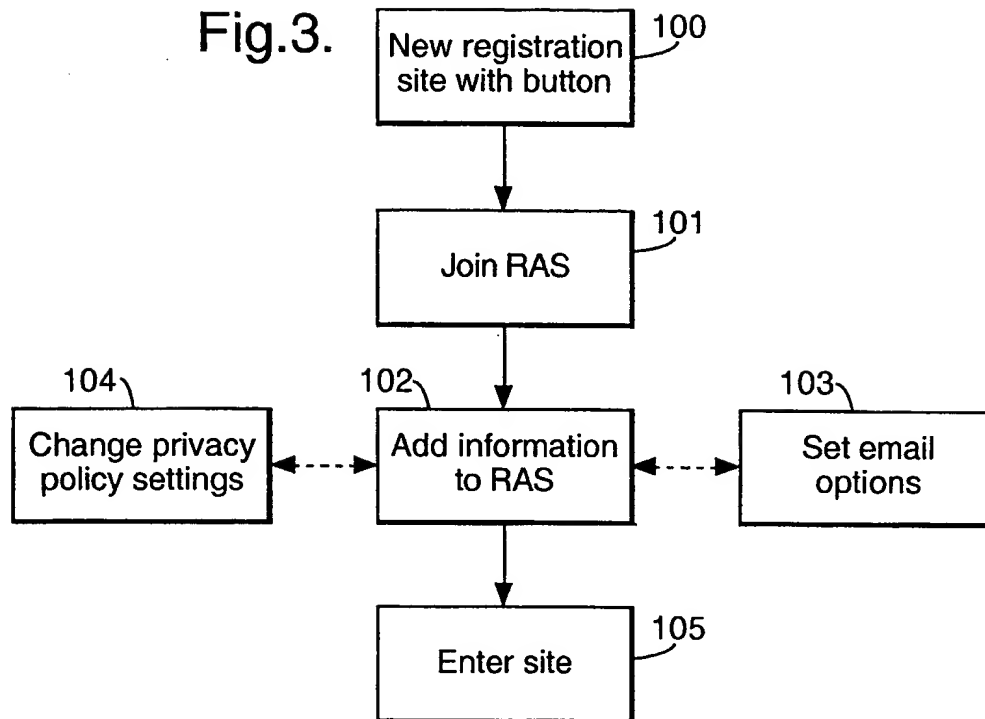 Fig.3.
New registration
site with button
100
Join RAS
101
104
102
103
Change privacy
policy settings
Add information
to RAS
Set email
options
Enter site
105